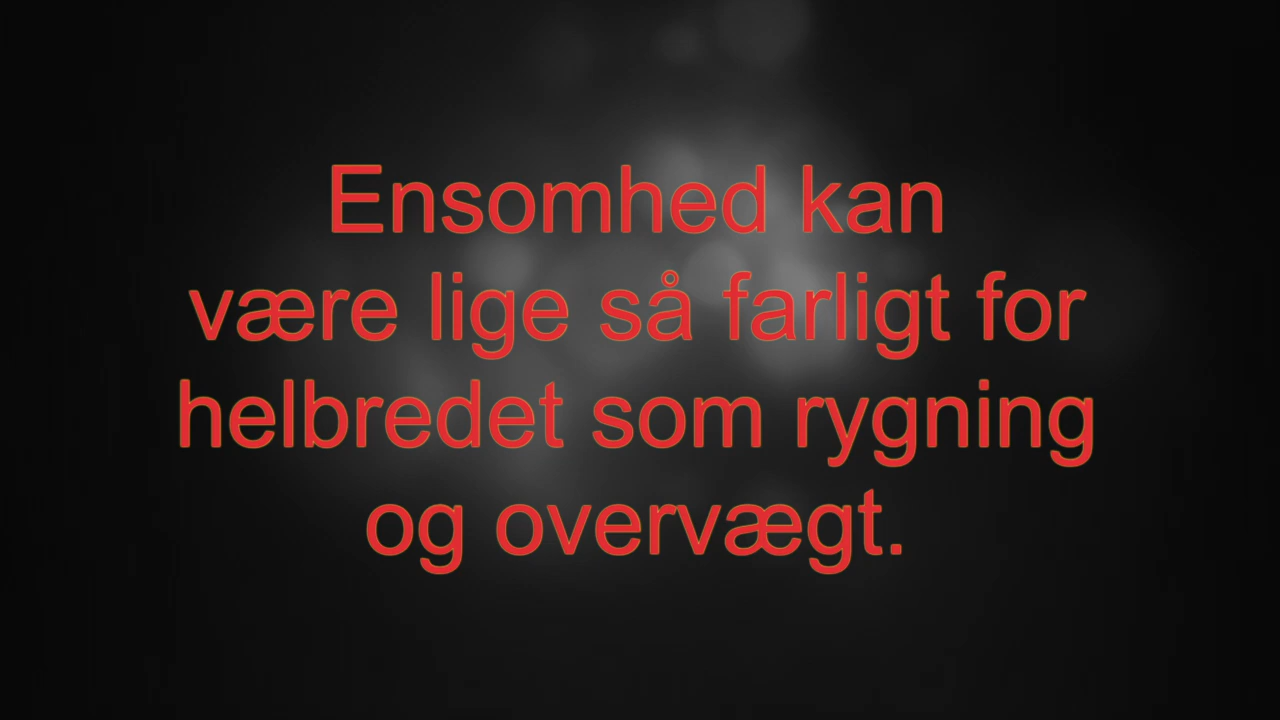 Ensomhed kan
være lige så farligt for
helbredet som rygning
og overvægt.